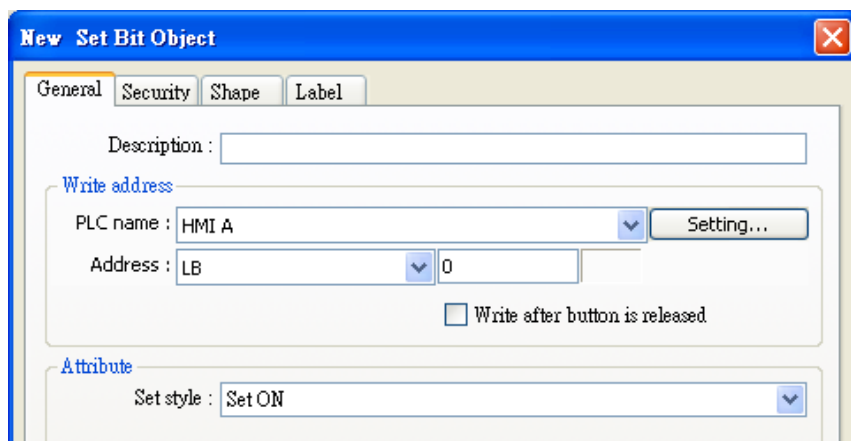 New Set Bit Object
General Security Shape Label
Description :
Write address
PLC name : HMI A Setting...
Address : LB 0
Write after button is released
Attribute
Set style : Set ON